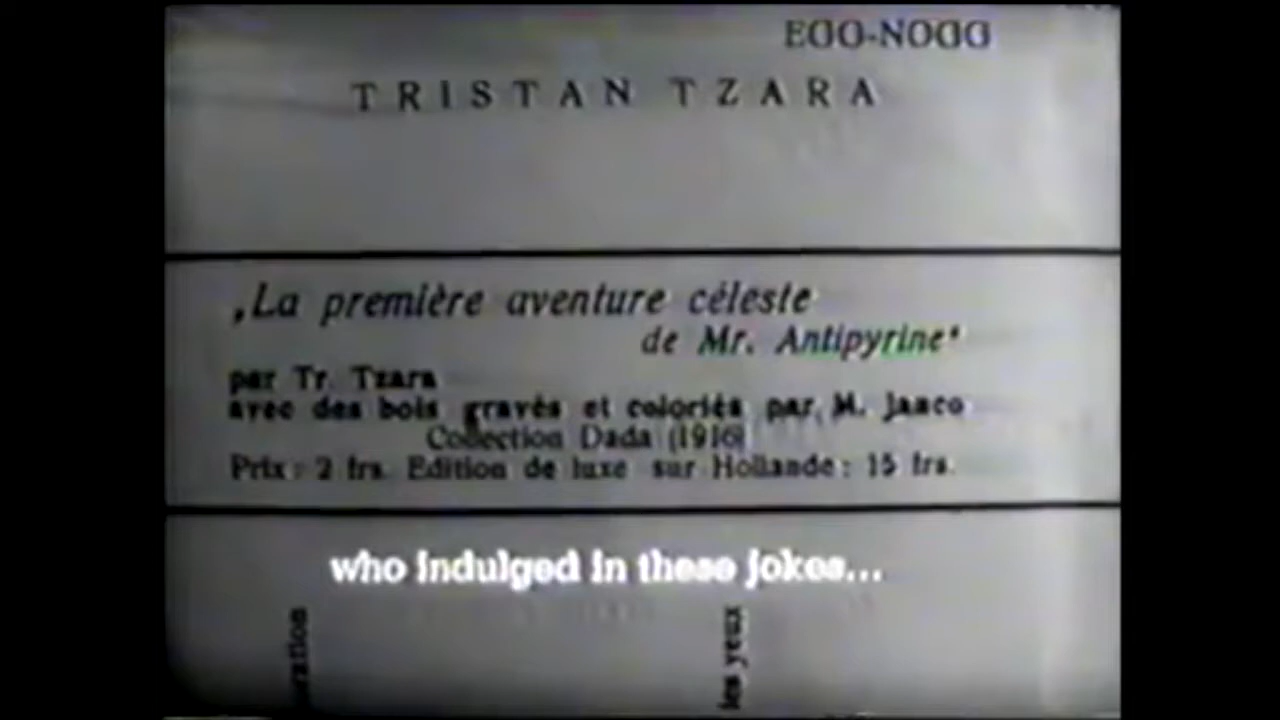 EGG-NOGG
TRISTAN TZARA
„La première aventure céleste
de Mr. Antipyrine“
par Tr. Tzara
avec des bois gravés et coloriés par M. Janco
Collection Dada (1916)
Prix: 2 frs. Edition de luxe sur Hollande: 15 frs.
who indulged in these jokes...
les yeux